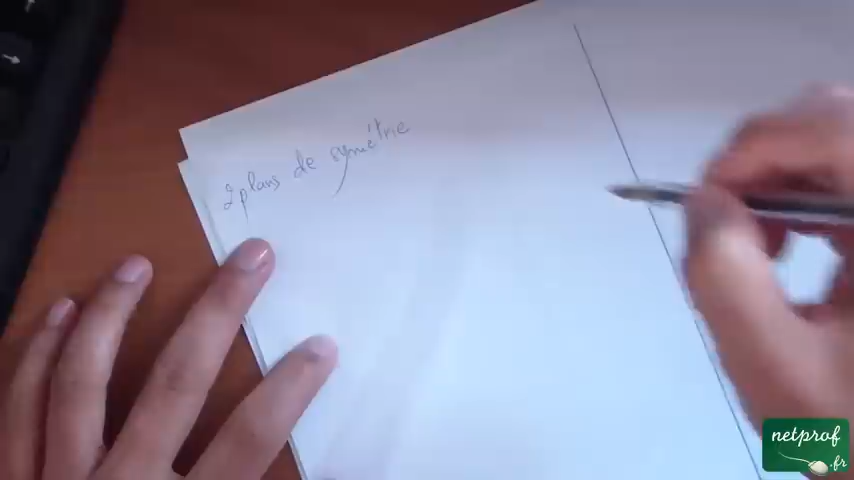 2 plans de symétrie
netprof
.fr